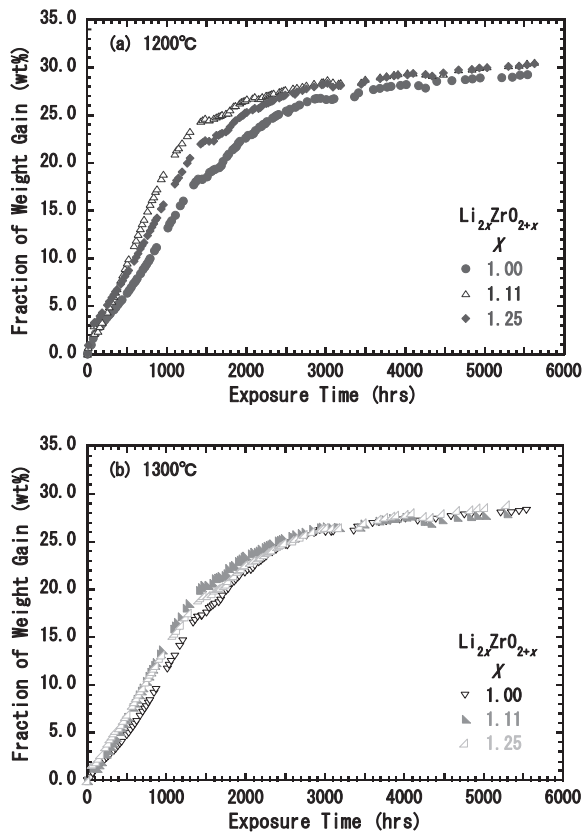 (a) 1200℃
Fraction of Weight Gain (wt%)
35.0
30.0
25.0
20.0
15.0
10.0
5.0
0.0
0 1000 2000 3000 4000 5000 6000
Exposure Time (hrs)
Li₂ₓZrO₂₊ₓ
χ
1.00
1.11
1.25
(b) 1300℃
Fraction of Weight Gain (wt%)
35.0
30.0
25.0
20.0
15.0
10.0
5.0
0.0
0 1000 2000 3000 4000 5000 6000
Exposure Time (hrs)
Li₂ₓZrO₂₊ₓ
χ
1.00
1.11
1.25